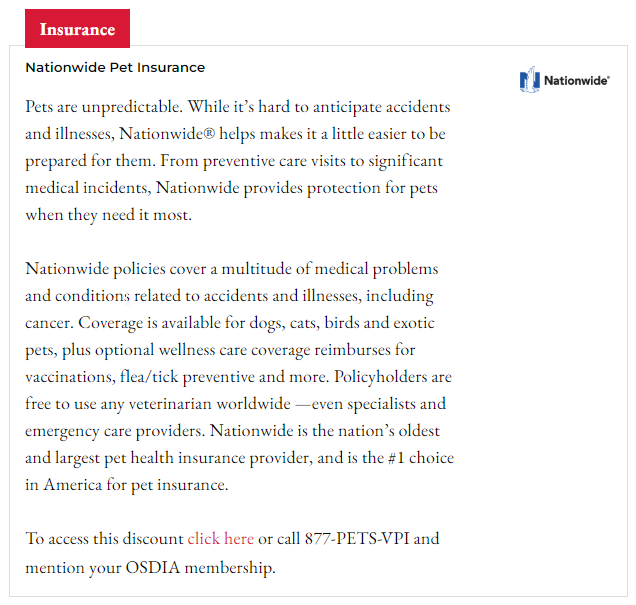 Insurance
Nationwide Pet Insurance
Nationwide®
Pets are unpredictable. While it's hard to anticipate accidents
and illnesses, Nationwide® helps makes it a little easier to be
prepared for them. From preventive care visits to significant
medical incidents, Nationwide provides protection for pets
when they need it most.
Nationwide policies cover a multitude of medical problems
and conditions related to accidents and illnesses, including
cancer. Coverage is available for dogs, cats, birds and exotic
pets, plus optional wellness care coverage reimburses for
vaccinations, flea/tick preventive and more. Policyholders are
free to use any veterinarian worldwide —even specialists and
emergency care providers. Nationwide is the nation's oldest
and largest pet health insurance provider, and is the #1 choice
in America for pet insurance.
To access this discount click here or call 877-PETS-VPI and
mention your OSDIA membership.